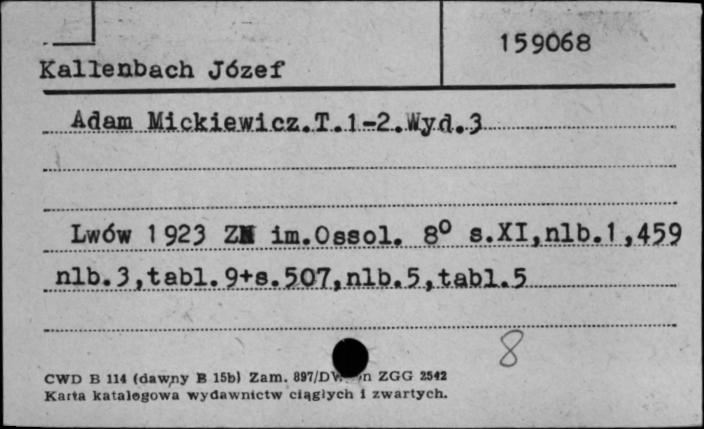 159068
Kallenbach Józef
Adam Mickiewicz.T.1-2.Wyd.3
Lwów 1923 ZN im.Ossol. 8° s.XI,nlb.1,459
nlb.3,tabl.9+s.507,nlb.5,tabl.5
8
CWD B 114 (dawny B 15b) Zam. 897/DW n ZGG 2542
Karta katalogowa wydawnictw ciągłych i zwartych.